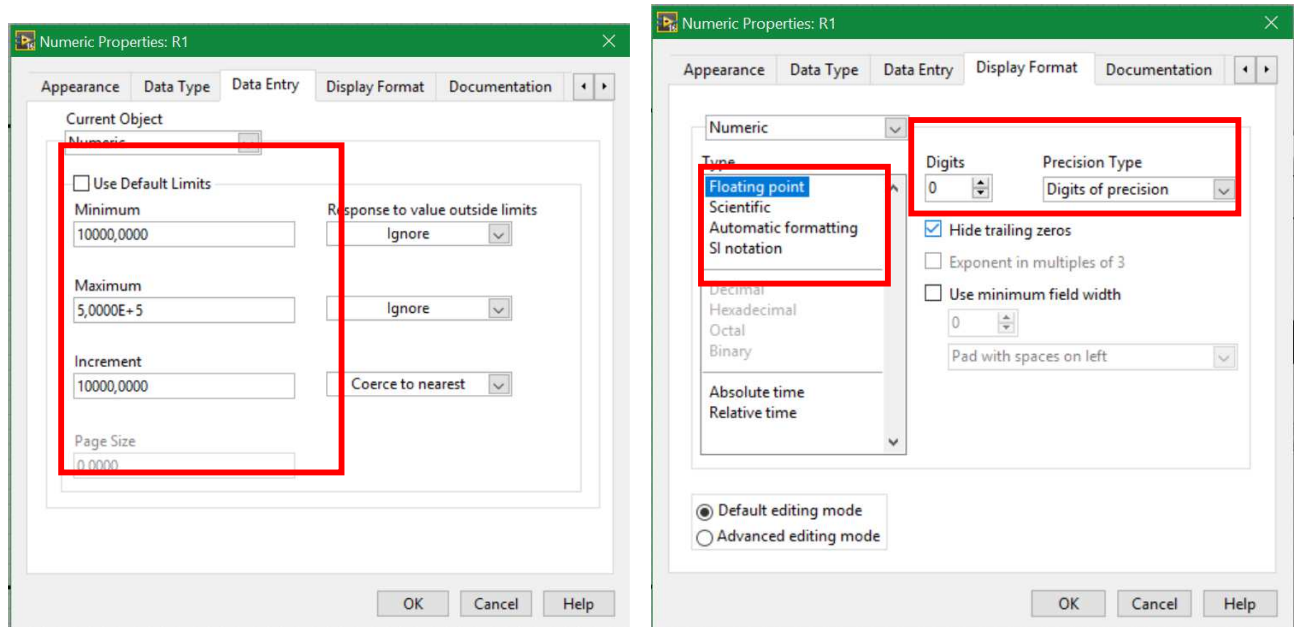 Numeric Properties: R1
Appearance Data Type Data Entry Display Format Documentation
Current Object
Numeric
Use Default Limits
Minimum Response to value outside limits
10000,0000 Ignore
Maximum
5,0000E+5 Ignore
Increment
10000,0000 Coerce to nearest
Page Size
0,0000
OK Cancel Help
Numeric Properties: R1
Appearance Data Type Data Entry Display Format Documentation
Numeric
Type Digits Precision Type
Floating point 0 Digits of precision
Scientific
Automatic formatting Hide trailing zeros
SI notation
Exponent in multiples of 3
Decimal Use minimum field width
Hexadecimal
Octal 0
Binary Pad with spaces on left
Absolute time
Relative time
Default editing mode
Advanced editing mode
OK Cancel Help